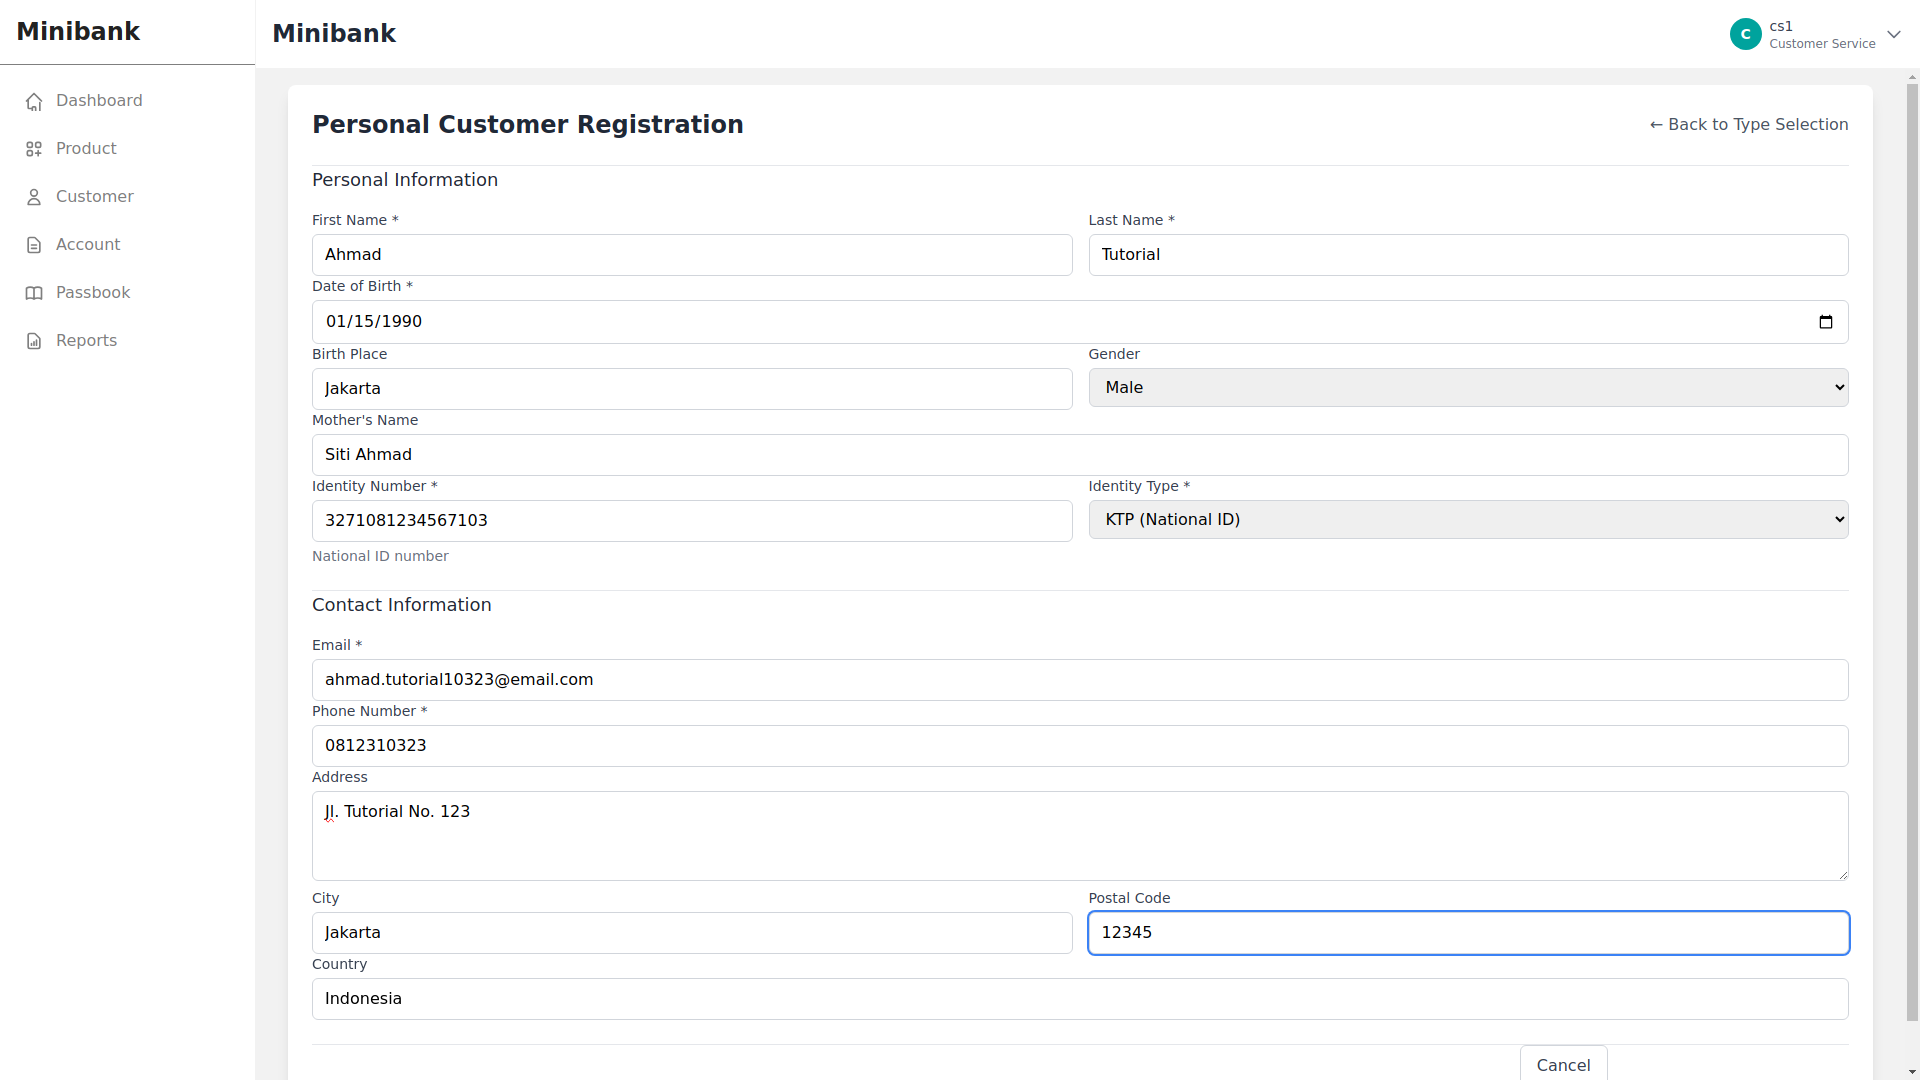 Minibank
Minibank
C
cs1
Customer Service
Dashboard
Product
Customer
Account
Passbook
Reports
Personal Customer Registration
← Back to Type Selection
Personal Information
First Name *
Last Name *
Ahmad
Tutorial
Date of Birth *
01/15/1990
Birth Place
Gender
Jakarta
Male
Mother's Name
Siti Ahmad
Identity Number *
Identity Type *
3271081234567103
KTP (National ID)
National ID number
Contact Information
Email *
ahmad.tutorial10323@email.com
Phone Number *
0812310323
Address
Jl. Tutorial No. 123
City
Postal Code
Jakarta
12345
Country
Indonesia
Cancel